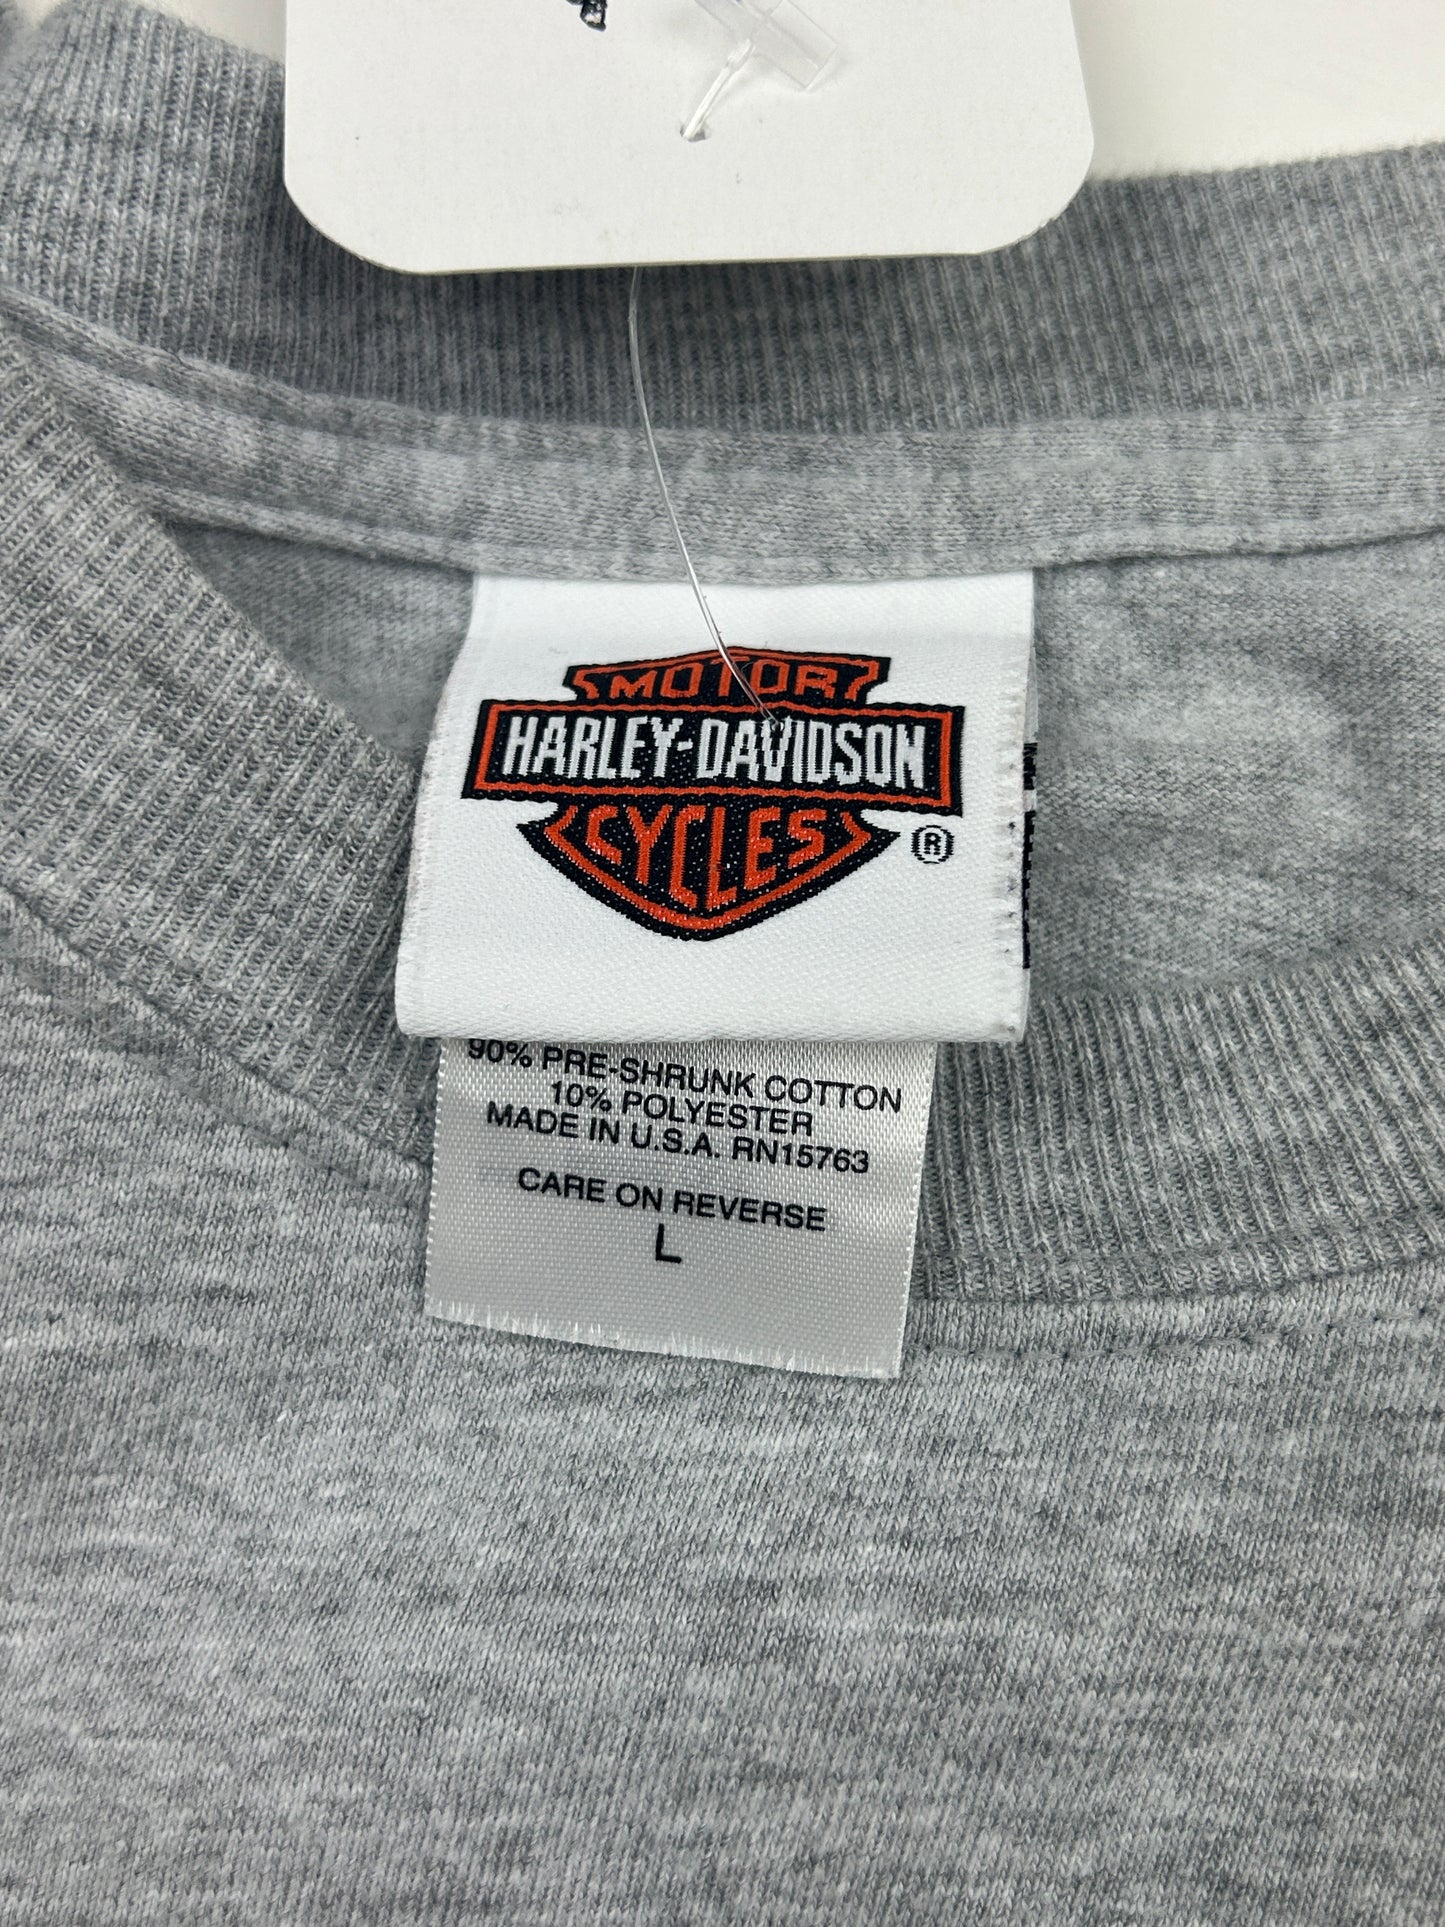 MOTOR
HARLEY-DAVIDSON
CYCLES
®
90% PRE-SHRUNK COTTON
10% POLYESTER
MADE IN U.S.A. RN15763
CARE ON REVERSE
L